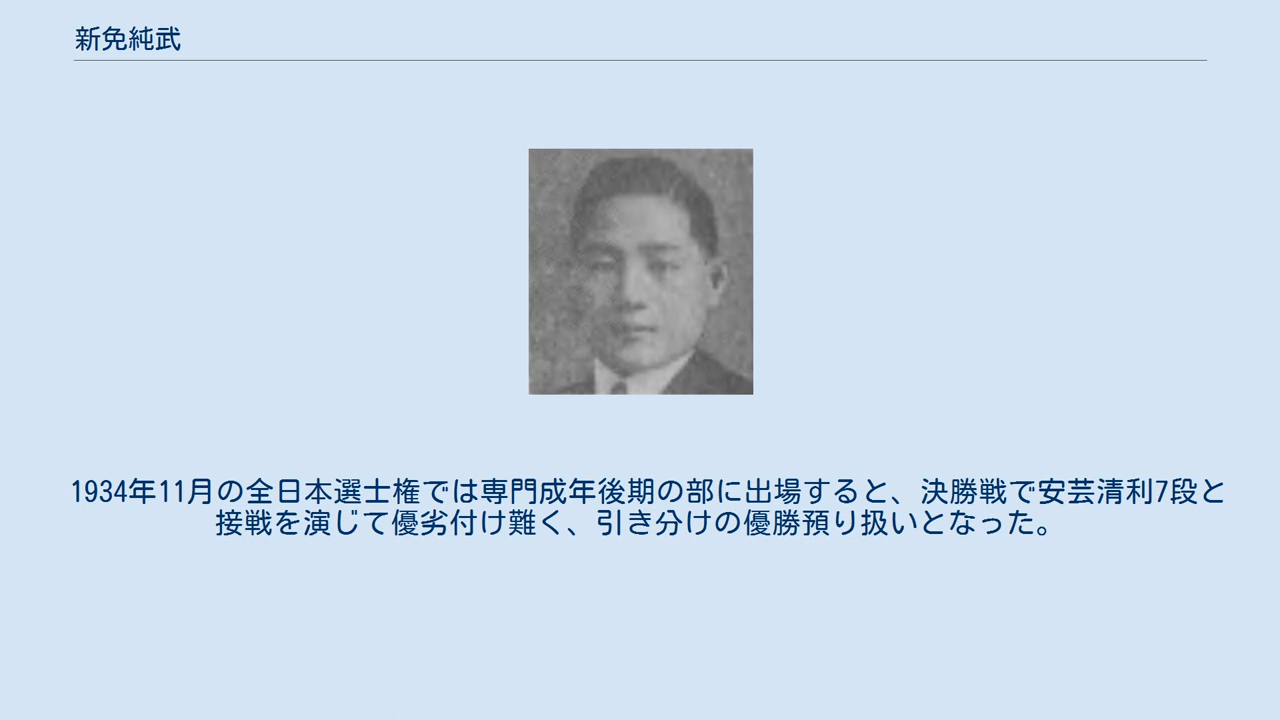 新免純武
1934年11月の全日本選士権では専門成年後期の部に出場すると、決勝戦で安芸清利7段と
接戦を演じて優劣付け難く、引き分けの優勝預り扱いとなった。